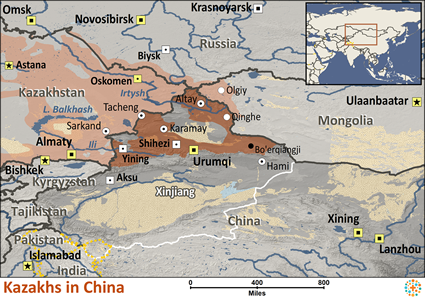 Omsk
Novosibirsk
Krasnoyarsk
Biysk
Russia
Astana
Oskomen
Irtysh
Kazakhstan
Altay
Ölgiy
L. Balkhash
Tacheng
Ulaanbaatar
Qinghe
Sarkand
Karamay
Mongolia
Almaty
Ili
Shihezi
Bo'erqiangji
Bishkek
Yining
Urumqi
Hami
Kyrgyzstan
Aksu
Xinjiang
Tajikistan
China
Xining
Pakistan
Lanzhou
Islamabad
India
Kazakhs in China
0 400 800
Miles